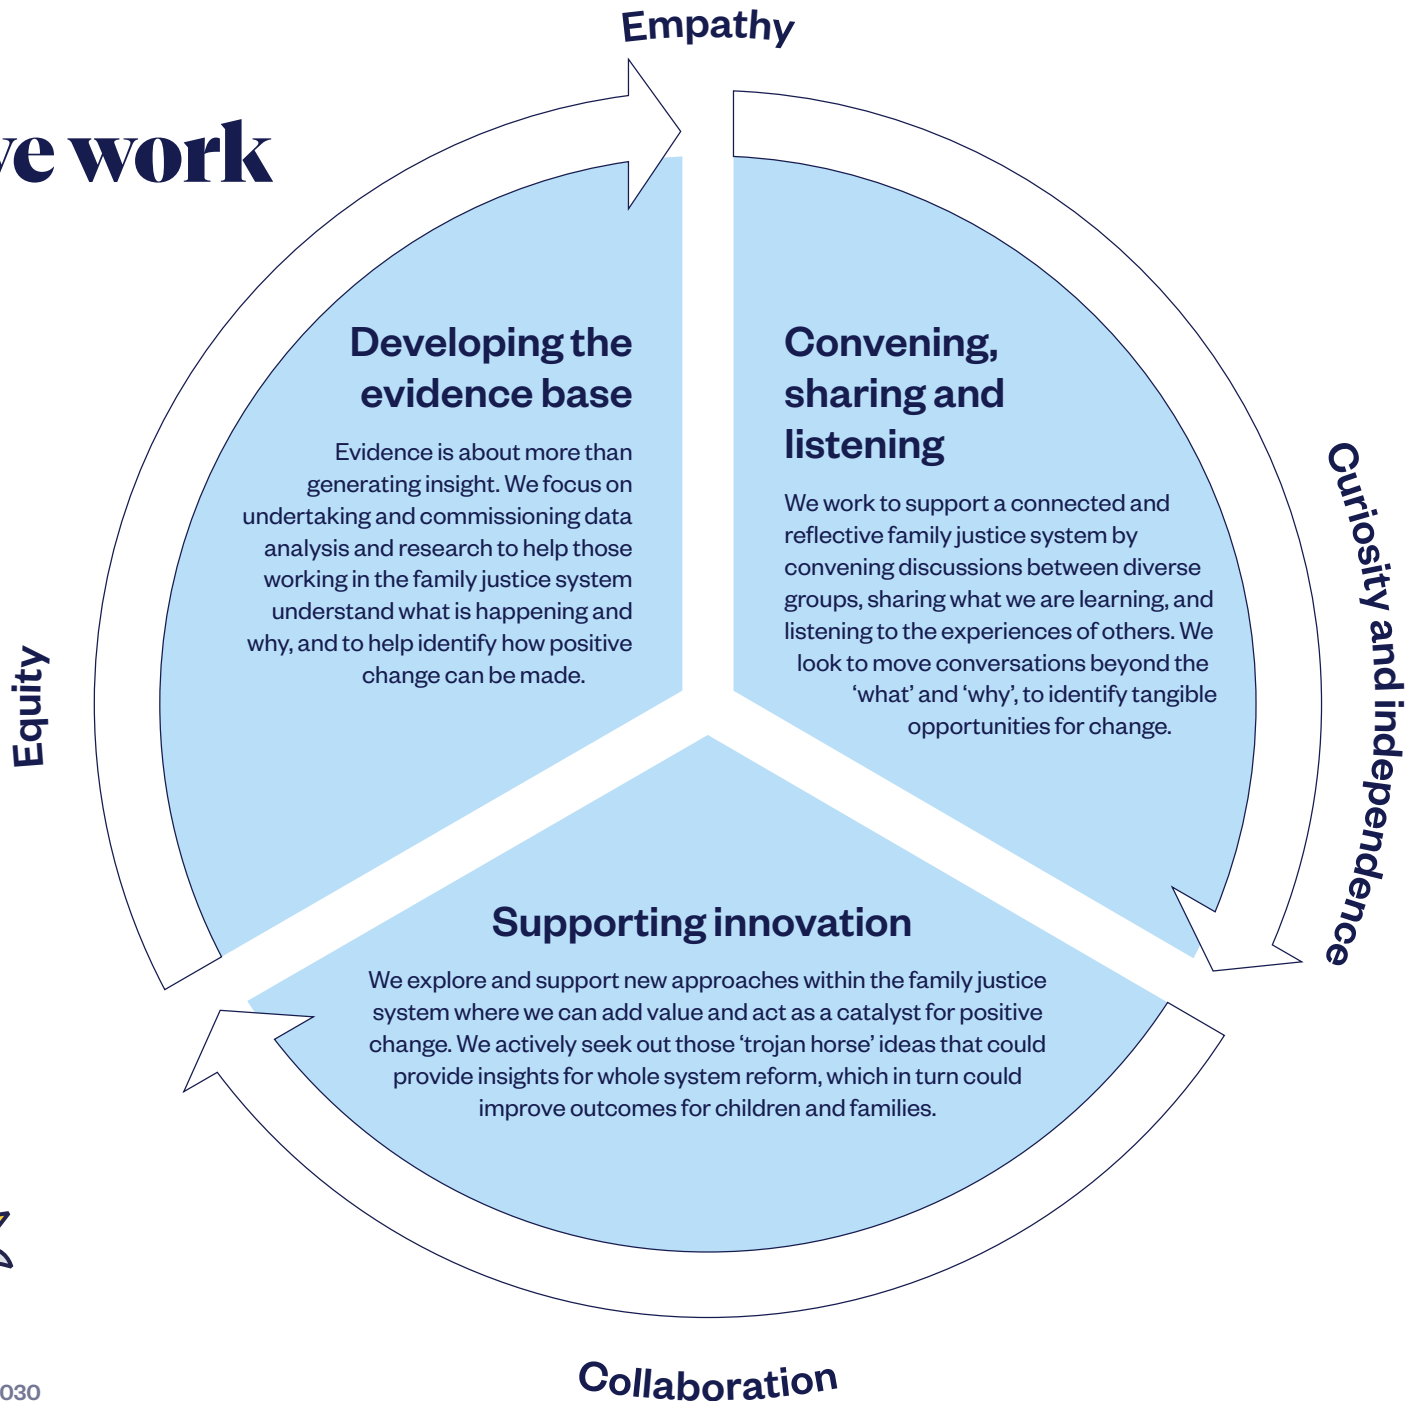 Empathy
ve work
Developing the
evidence base
Evidence is about more than
generating insight. We focus on
undertaking and commissioning data
analysis and research to help those
working in the family justice system
understand what is happening and
why, and to help identify how positive
change can be made.
Convening,
sharing and
listening
We work to support a connected and
reflective family justice system by
convening discussions between diverse
groups, sharing what we are learning, and
listening to the experiences of others. We
look to move conversations beyond the
‘what’ and ‘why’, to identify tangible
opportunities for change.
Curiosity and independence
Equity
Supporting innovation
We explore and support new approaches within the family justice
system where we can add value and act as a catalyst for positive
change. We actively seek out those ‘trojan horse’ ideas that could
provide insights for whole system reform, which in turn could
improve outcomes for children and families.
Collaboration
030